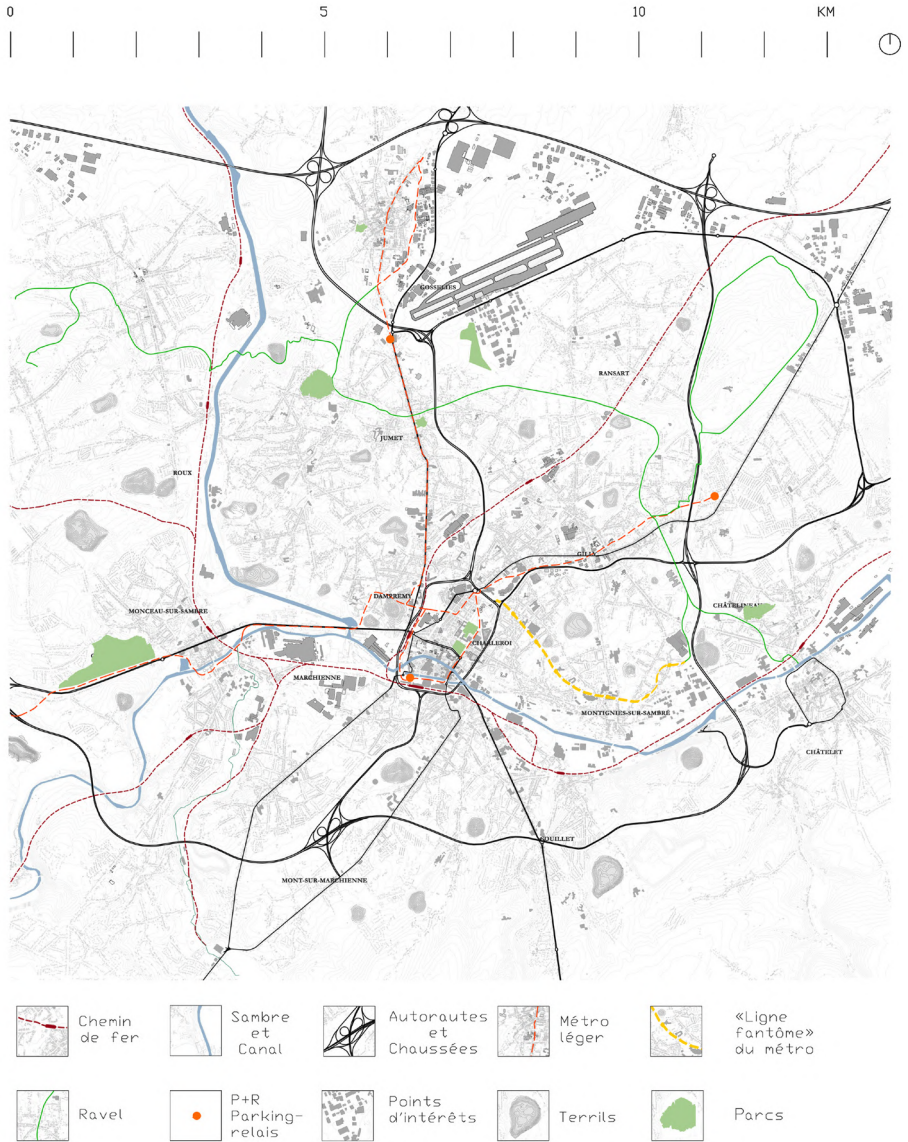 0 5 10 KM
GOSSELIES
RANSART
JUMET
ROUX
GILLY
DAMPREMY
MONCEAU-SUR-SAMBRE
CHÂTELINEAU
CHARLEROI
MARCHIENNE
MONTIGNIES-SUR-SAMBRE
CHÂTELET
COUILLET
MONT-SUR-MARCHIENNE
Chemin
de fer
Sambre
et
Canal
Autorautes
et
Chaussées
Métro
léger
«Ligne
fantôme»
du métro
Ravel
P+R
Parking-
relais
Points
d'intérêts
Terrils
Parcs